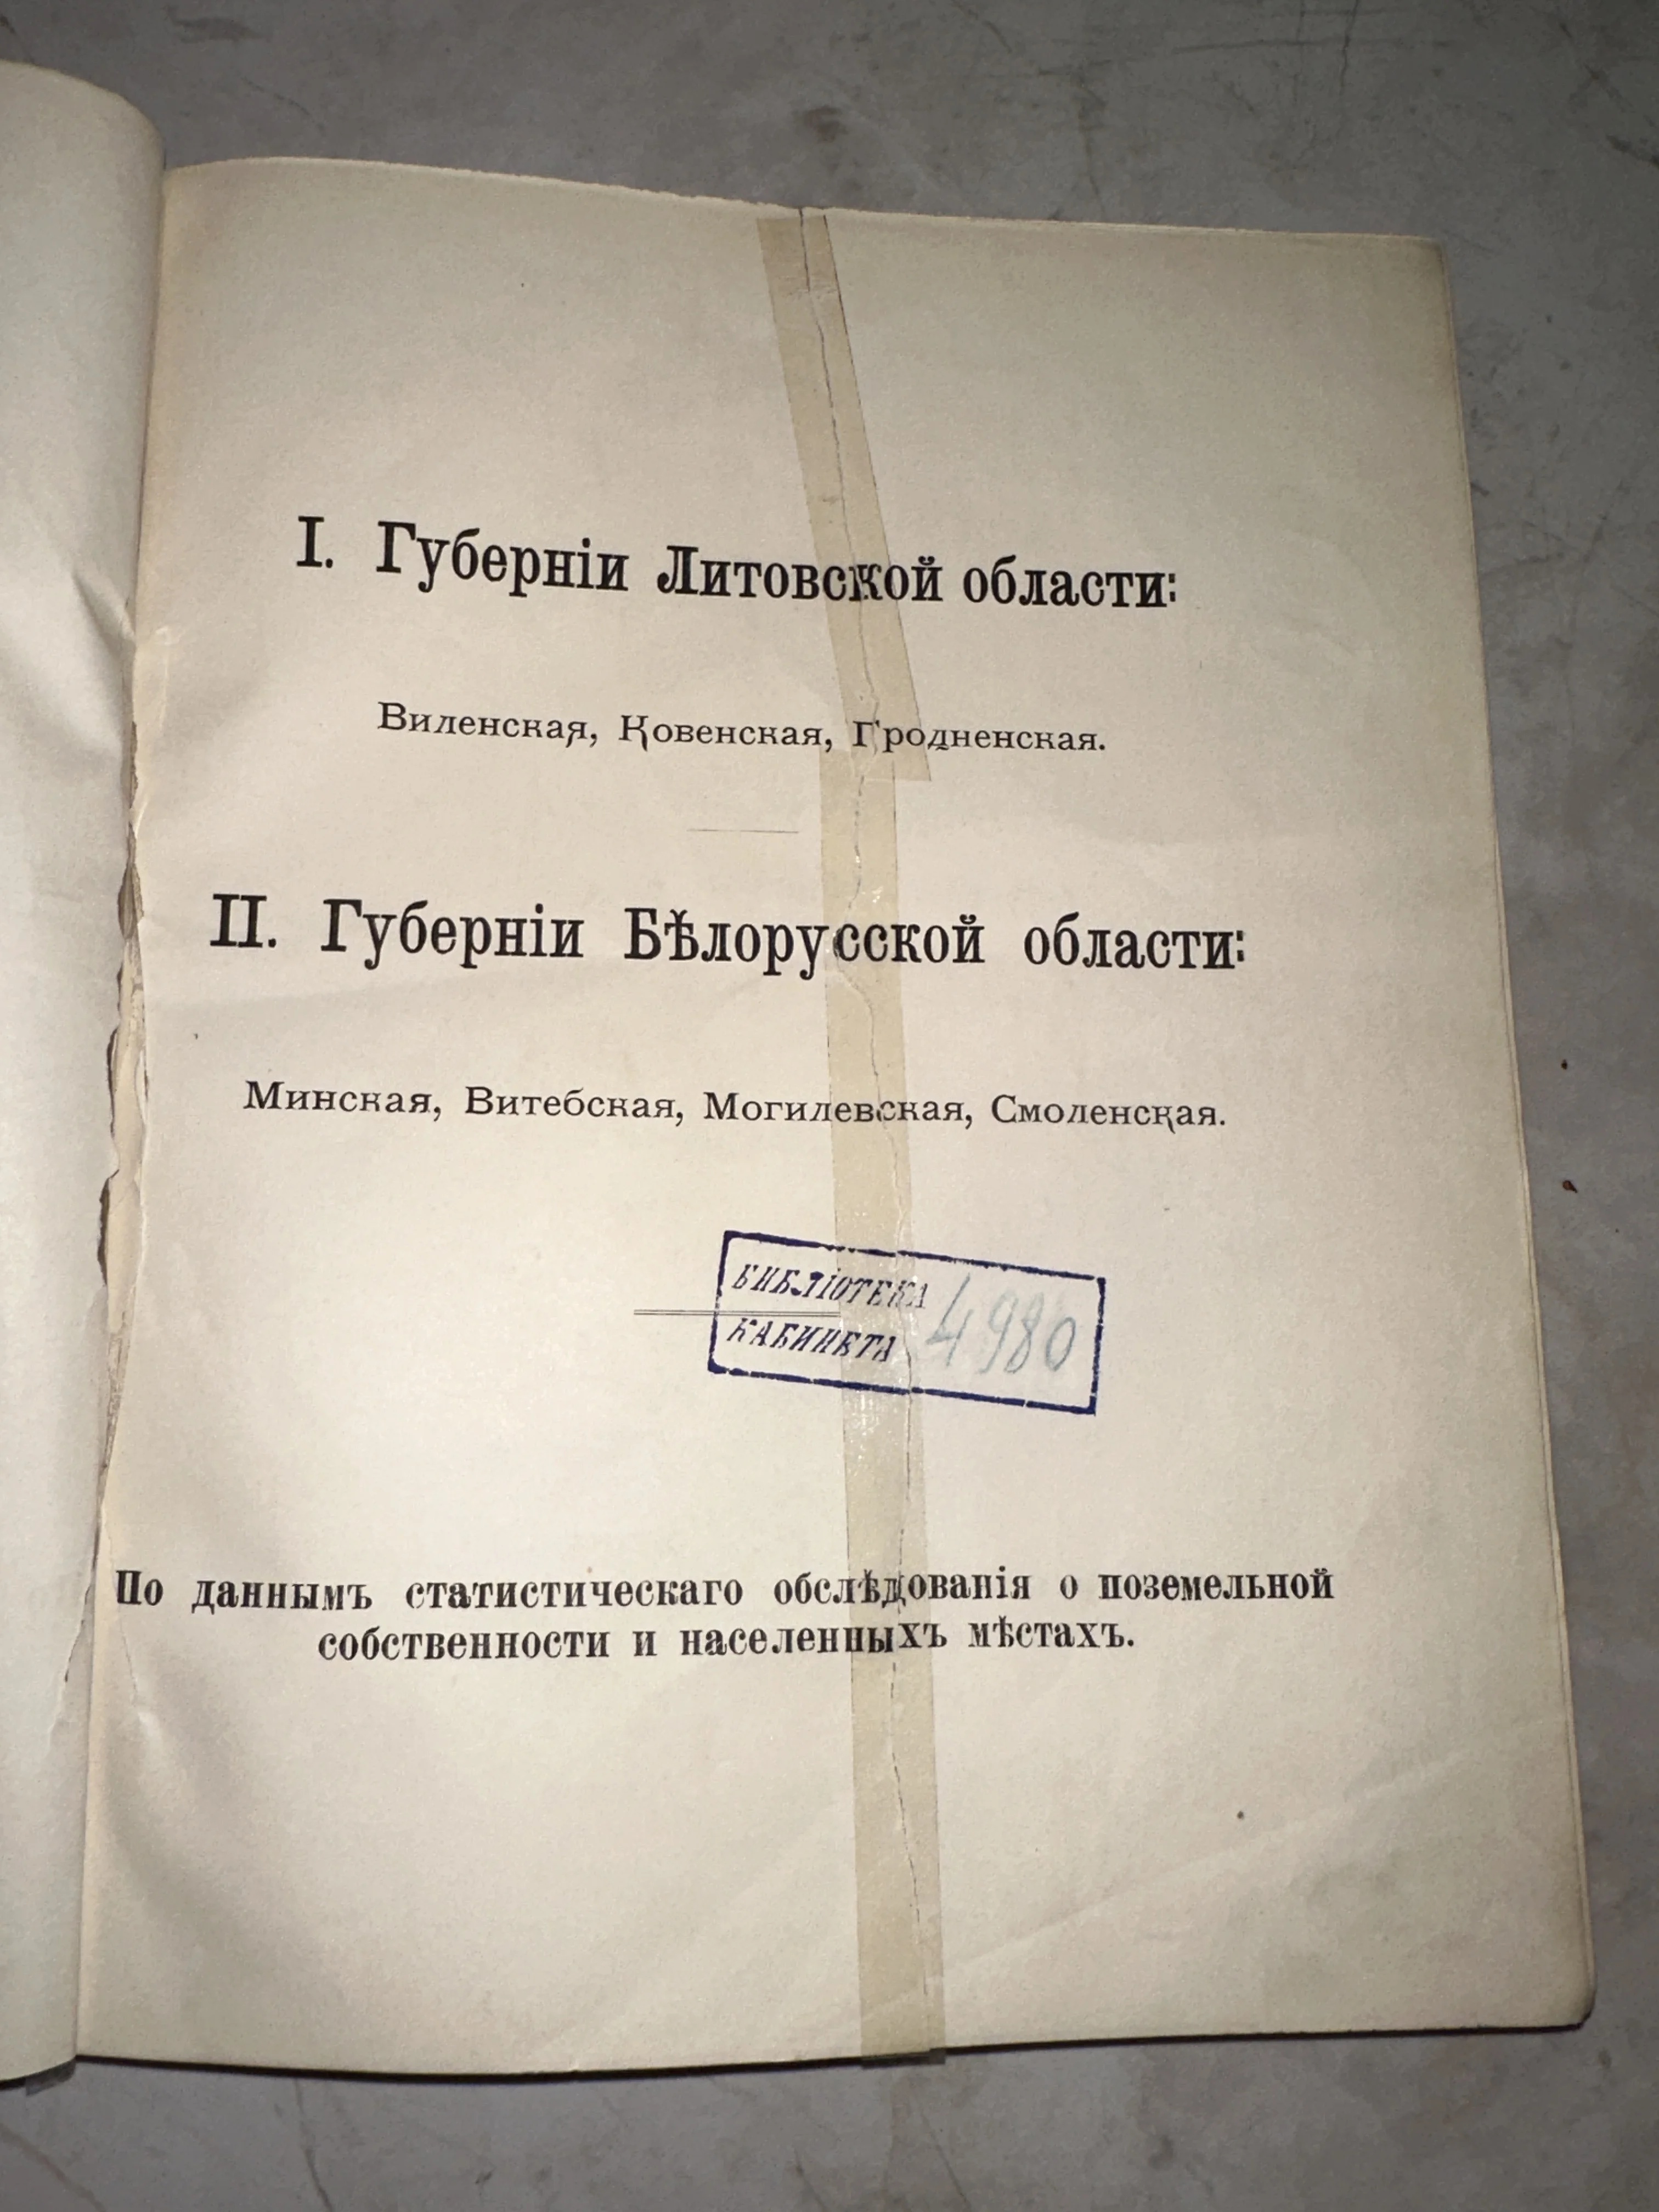 I. Губерніи Литовской области:
Виленская, Ковенская, Гродненская.
II. Губерніи Бѣлорусской области:
Минская, Витебская, Могилевская, Смоленская.
БИБЛІОТЕКА
КАБИНЕТА 4980
По даннымъ статистическаго обслѣдованія о поземельной
собственности и населенныхъ мѣстахъ.